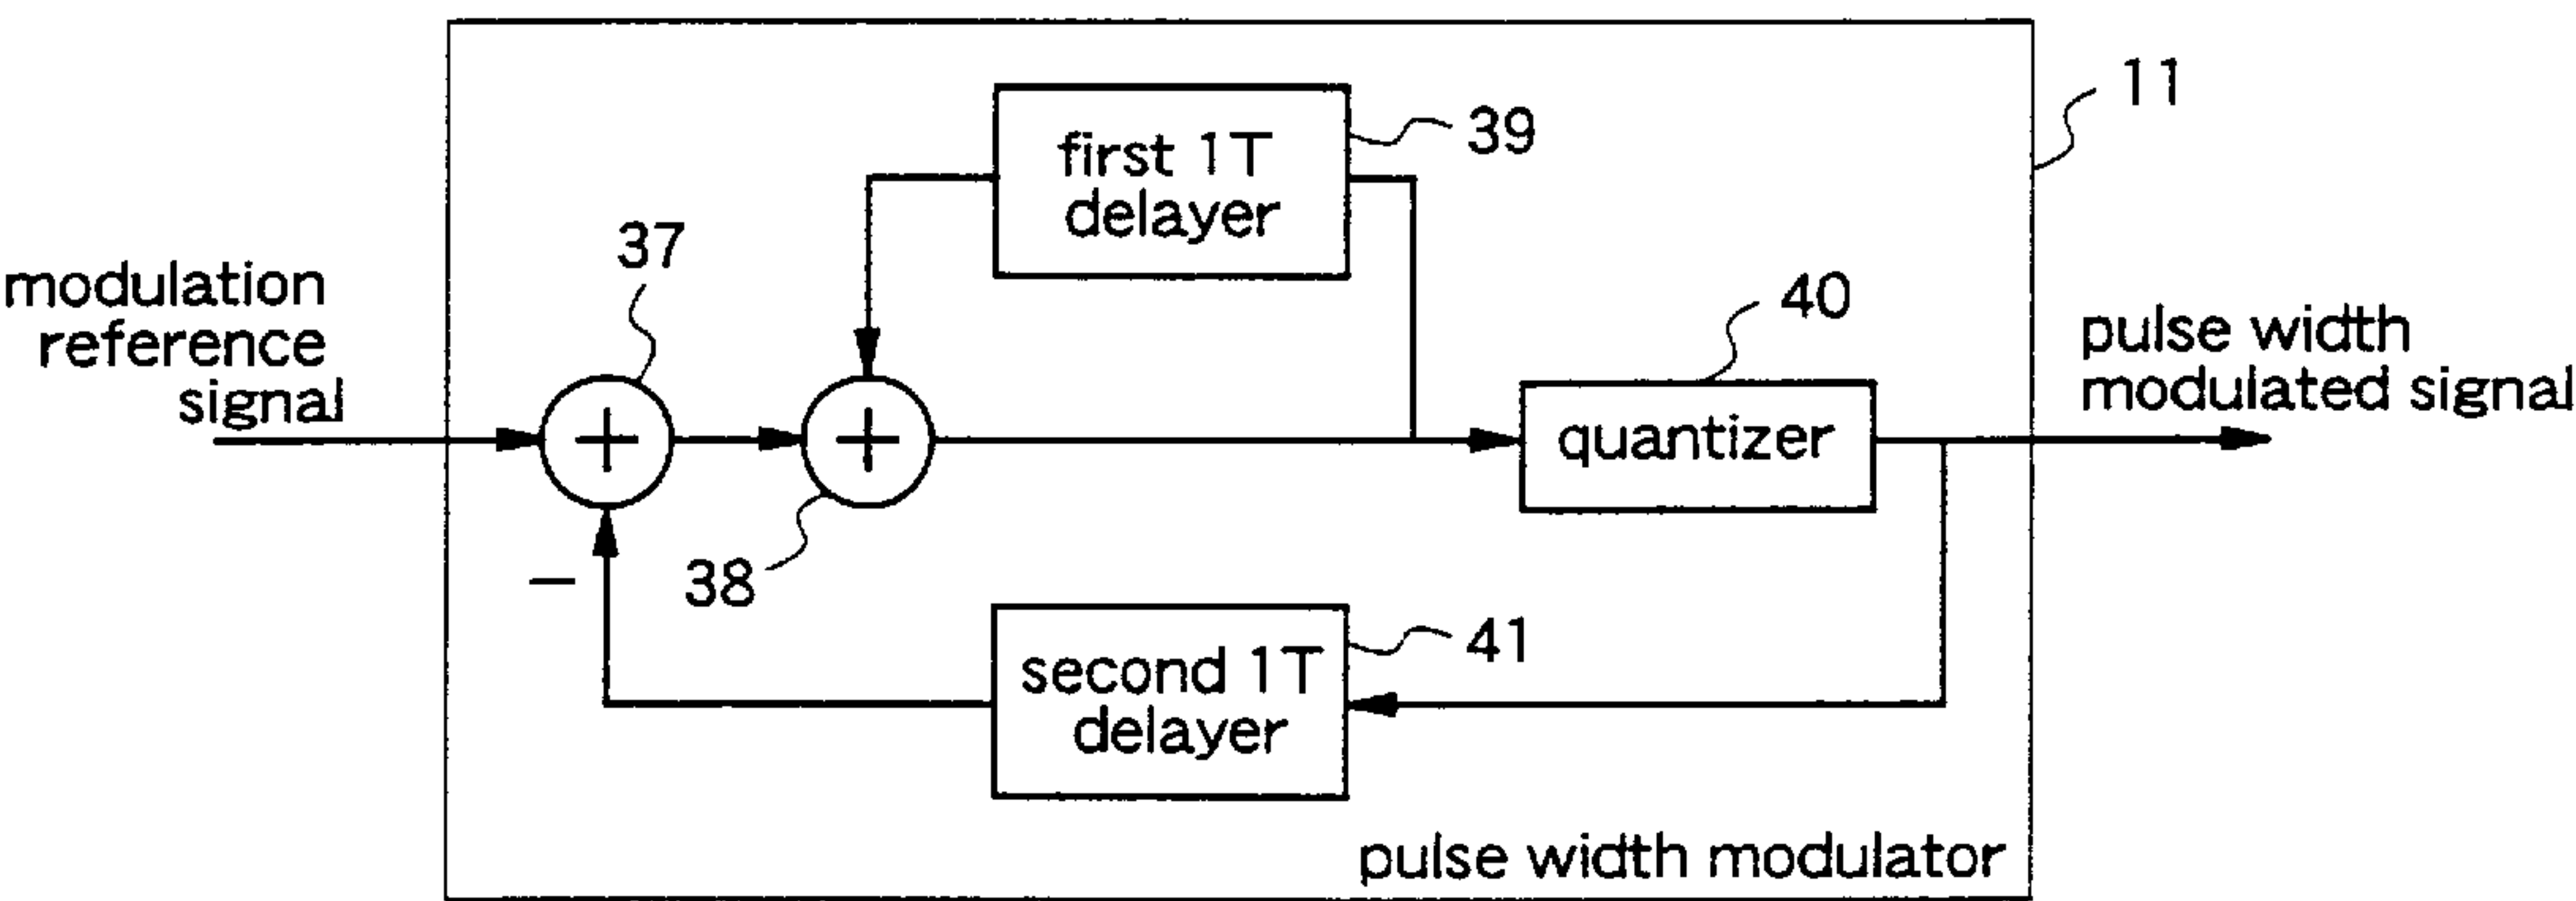 11
first 1T
delayer
39
37
modulation
reference
signal
40
pulse width
modulated signal
+
+
quantizer
38
−
41
second 1T
delayer
pulse width modulator